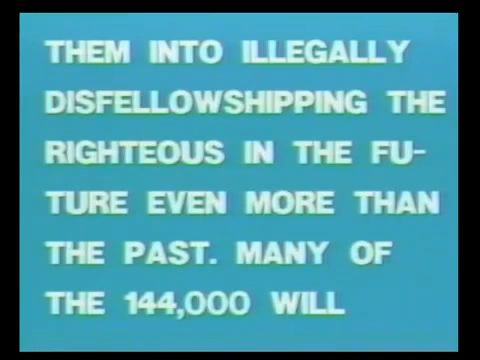 THEM INTO ILLEGALLY
DISFELLOWSHIPPING THE
RIGHTEOUS IN THE FU-
TURE EVEN MORE THAN
THE PAST. MANY OF
THE 144,000 WILL